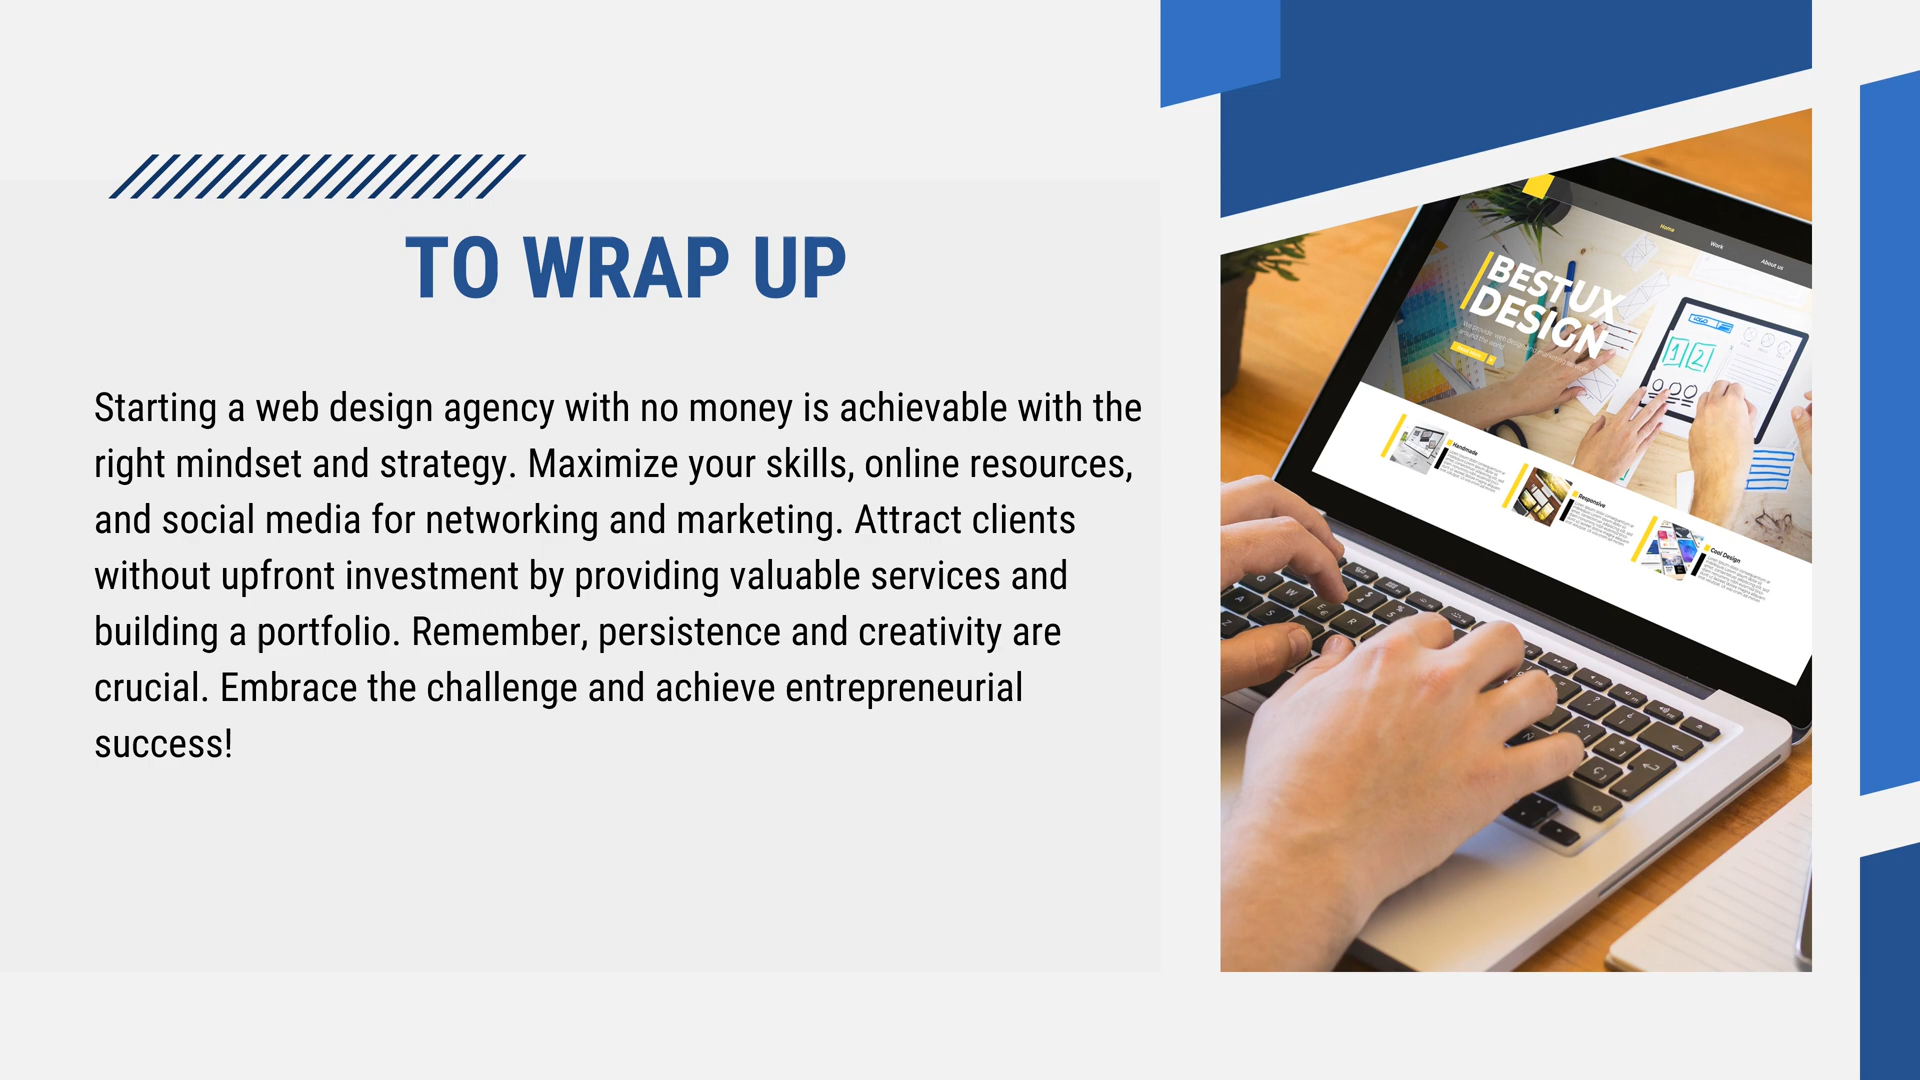 TO WRAP UP
Starting a web design agency with no money is achievable with the
right mindset and strategy. Maximize your skills, online resources,
and social media for networking and marketing. Attract clients
without upfront investment by providing valuable services and
building a portfolio. Remember, persistence and creativity are
crucial. Embrace the challenge and achieve entrepreneurial
success!
Home
Work
About us
BEST UX
DESIGN
LOGO
1 2
Handmade
Responsive
Cool Design